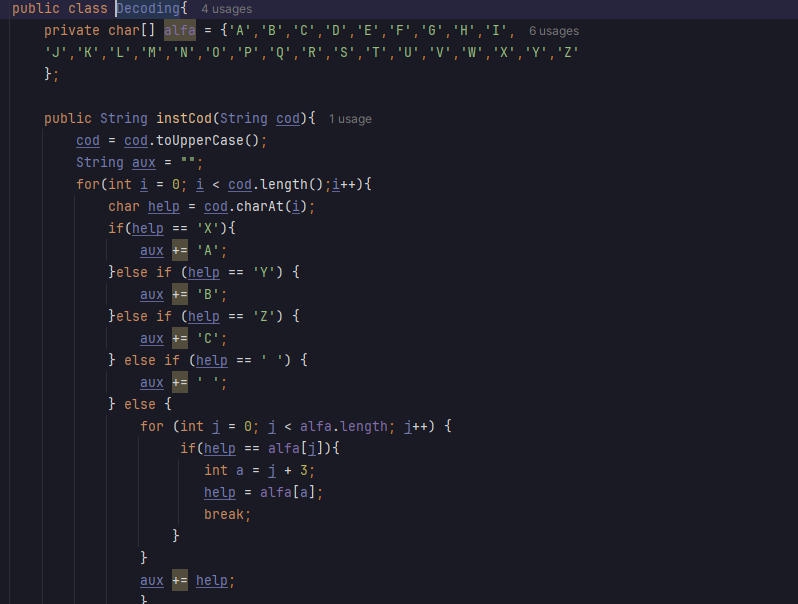 public class Decoding{ 4 usages
    private char[] alfa = {'A','B','C','D','E','F','G','H','I', 6 usages
    'J','K','L','M','N','O','P','Q','R','S','T','U','V','W','X','Y','Z'
    };
    public String instCod(String cod){ 1 usage
        cod = cod.toUpperCase();
        String aux = "";
        for(int i = 0; i < cod.length();i++){
            char help = cod.charAt(i);
            if(help == 'X'){
                aux += 'A';
            }else if (help == 'Y') {
                aux += 'B';
            }else if (help == 'Z') {
                aux += 'C';
            } else if (help == ' ') {
                aux += ' ';
            } else {
                for (int j = 0; j < alfa.length; j++) {
                     if(help == alfa[j]){
                        int a = j + 3;
                        help = alfa[a];
                        break;
                    }
                }
                aux += help;
                }